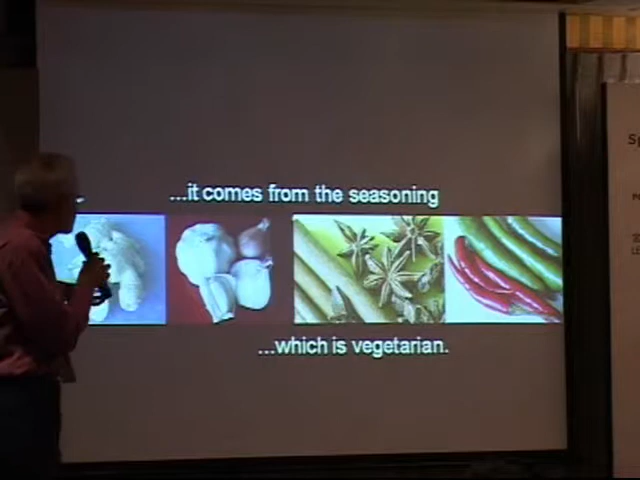 ...it comes from the seasoning
...which is vegetarian.